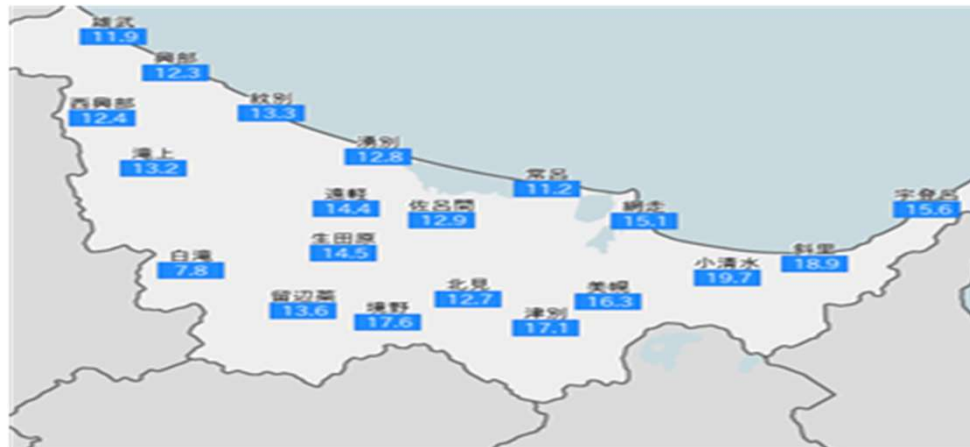 雄武
11.9
興部
12.3
西興部
12.4
紋別
13.3
滝上
13.2
湧別
12.8
常呂
11.2
遠軽
14.4
佐呂間
12.9
網走
15.1
宇登呂
15.6
生田原
14.5
白滝
7.8
斜里
18.9
小清水
19.7
北見
12.7
美幌
16.3
留辺蘂
13.6
境野
17.6
津別
17.1